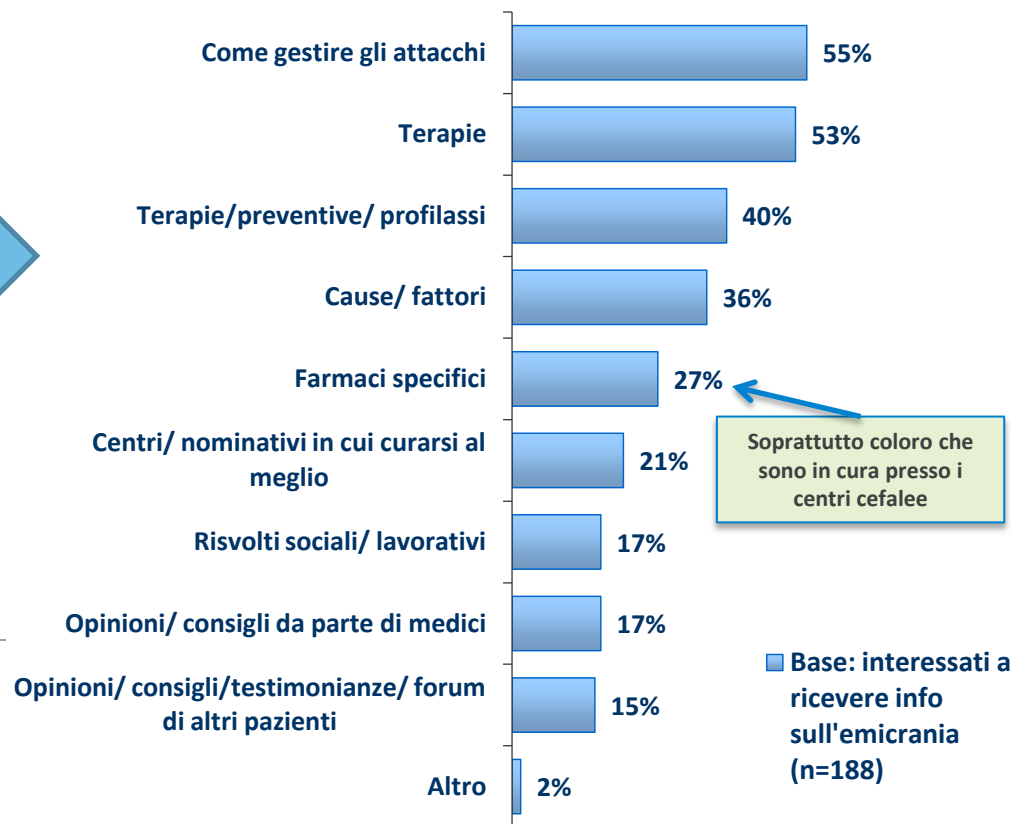 Come gestire gli attacchi
55%
Terapie
53%
Terapie/preventive/ profilassi
40%
Cause/ fattori
36%
Farmaci specifici
27%
Soprattutto coloro che
sono in cura presso i
centri cefalee
Centri/ nominativi in cui curarsi al
meglio
21%
Risvolti sociali/ lavorativi
17%
Opinioni/ consigli da parte di medici
17%
Opinioni/ consigli/testimonianze/ forum
di altri pazienti
15%
Altro
2%
Base: interessati a
ricevere info
sull'emicrania
(n=188)